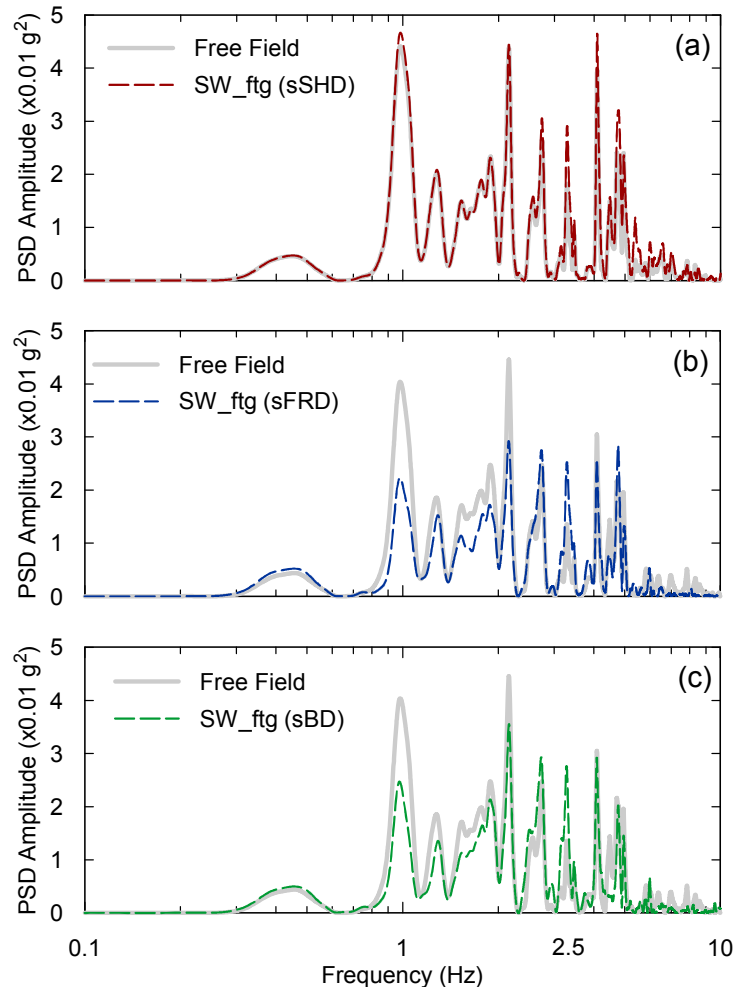 5
4
3
2
1
0
PSD Amplitude (x0.01 g²)
Free Field
SW_ftg (sSHD)
(a)
5
4
3
2
1
0
PSD Amplitude (x0.01 g²)
Free Field
SW_ftg (sFRD)
(b)
5
4
3
2
1
0
PSD Amplitude (x0.01 g²)
Free Field
SW_ftg (sBD)
(c)
0.1 1 2.5 10
Frequency (Hz)